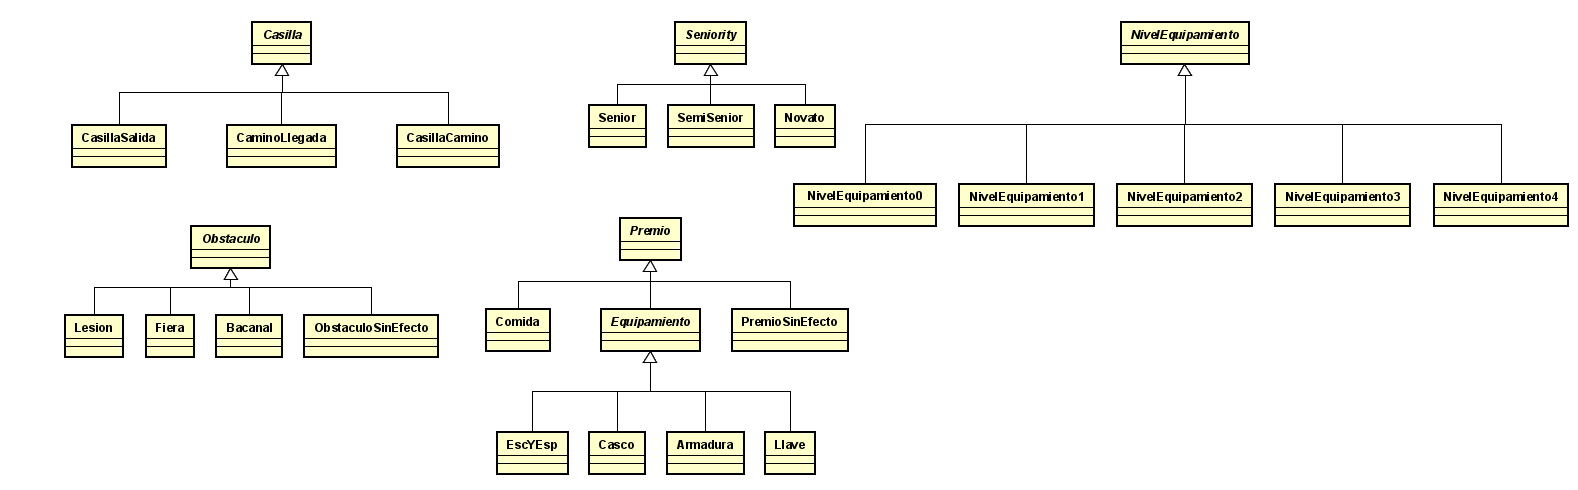 Casilla
Seniority
NivelEquipamiento
CasillaSalida
CaminoLlegada
CasillaCamino
Senior
SemiSenior
Novato
NivelEquipamiento0
NivelEquipamiento1
NivelEquipamiento2
NivelEquipamiento3
NivelEquipamiento4
Obstaculo
Premio
Lesion
Fiera
Bacanal
ObstaculoSinEfecto
Comida
Equipamiento
PremioSinEfecto
EscYEsp
Casco
Armadura
Llave